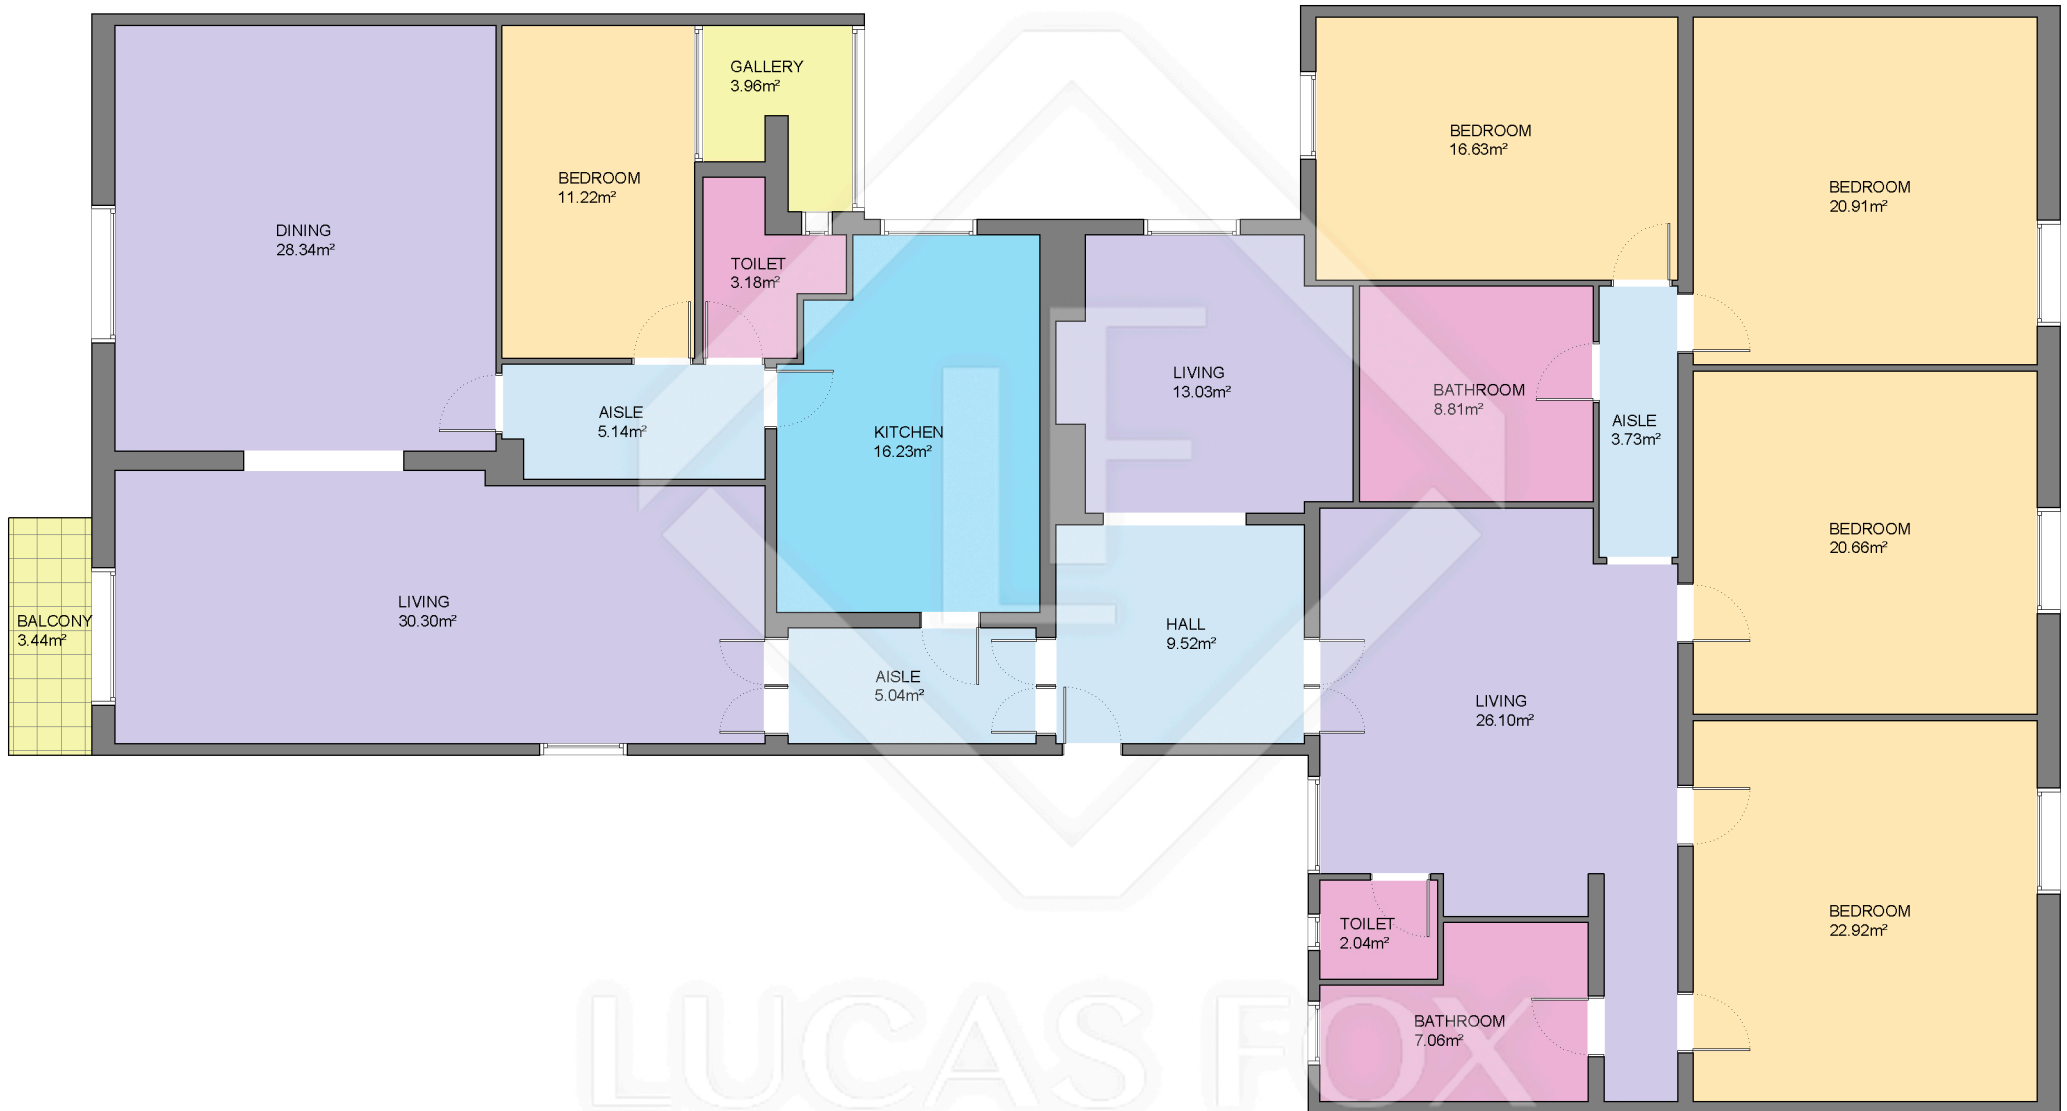 GALLERY
3.96m²
BEDROOM
16.63m²
BEDROOM
11.22m²
BEDROOM
20.91m²
DINING
28.34m²
TOILET
3.18m²
LIVING
13.03m²
BATHROOM
8.81m²
AISLE
5.14m²
AISLE
3.73m²
KITCHEN
16.23m²
BEDROOM
20.66m²
LIVING
30.30m²
BALCONY
3.44m²
HALL
9.52m²
AISLE
5.04m²
LIVING
26.10m²
BEDROOM
22.92m²
TOILET
2.04m²
BATHROOM
7.06m²
LUCAS FOX